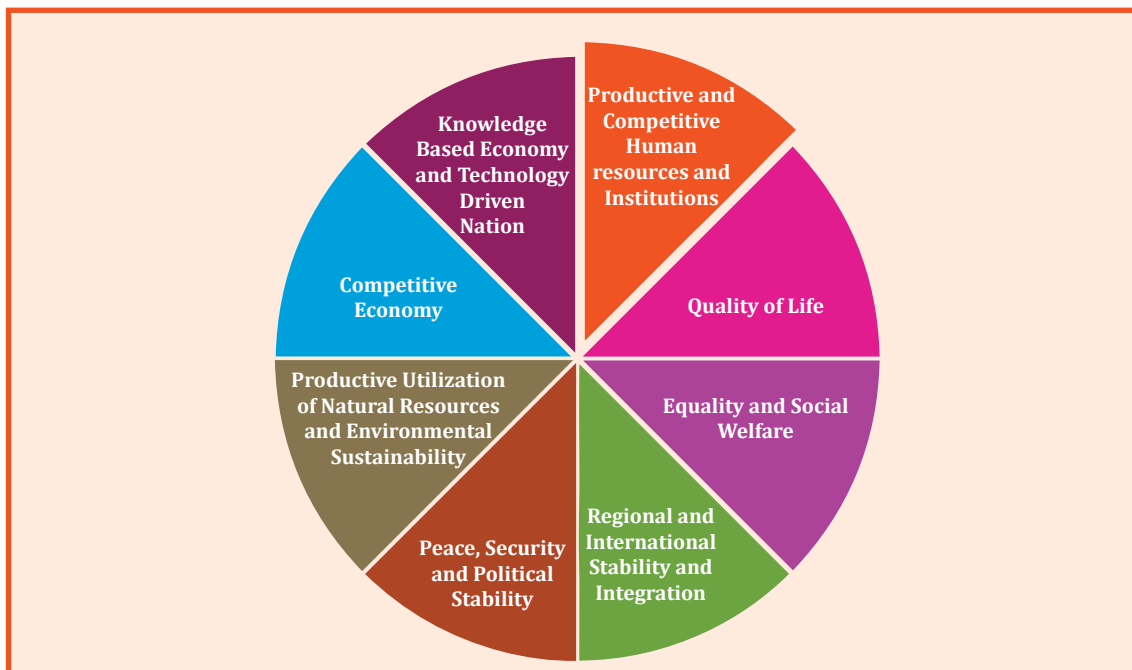 Productive and
Competitive
Human
resources and
Institutions
Quality of Life
Equality and Social
Welfare
Regional and
International
Stability and
Integration
Peace, Security
and Political
Stability
Productive Utilization
of Natural Resources
and Environmental
Sustainability
Competitive
Economy
Knowledge
Based Economy
and Technology
Driven
Nation